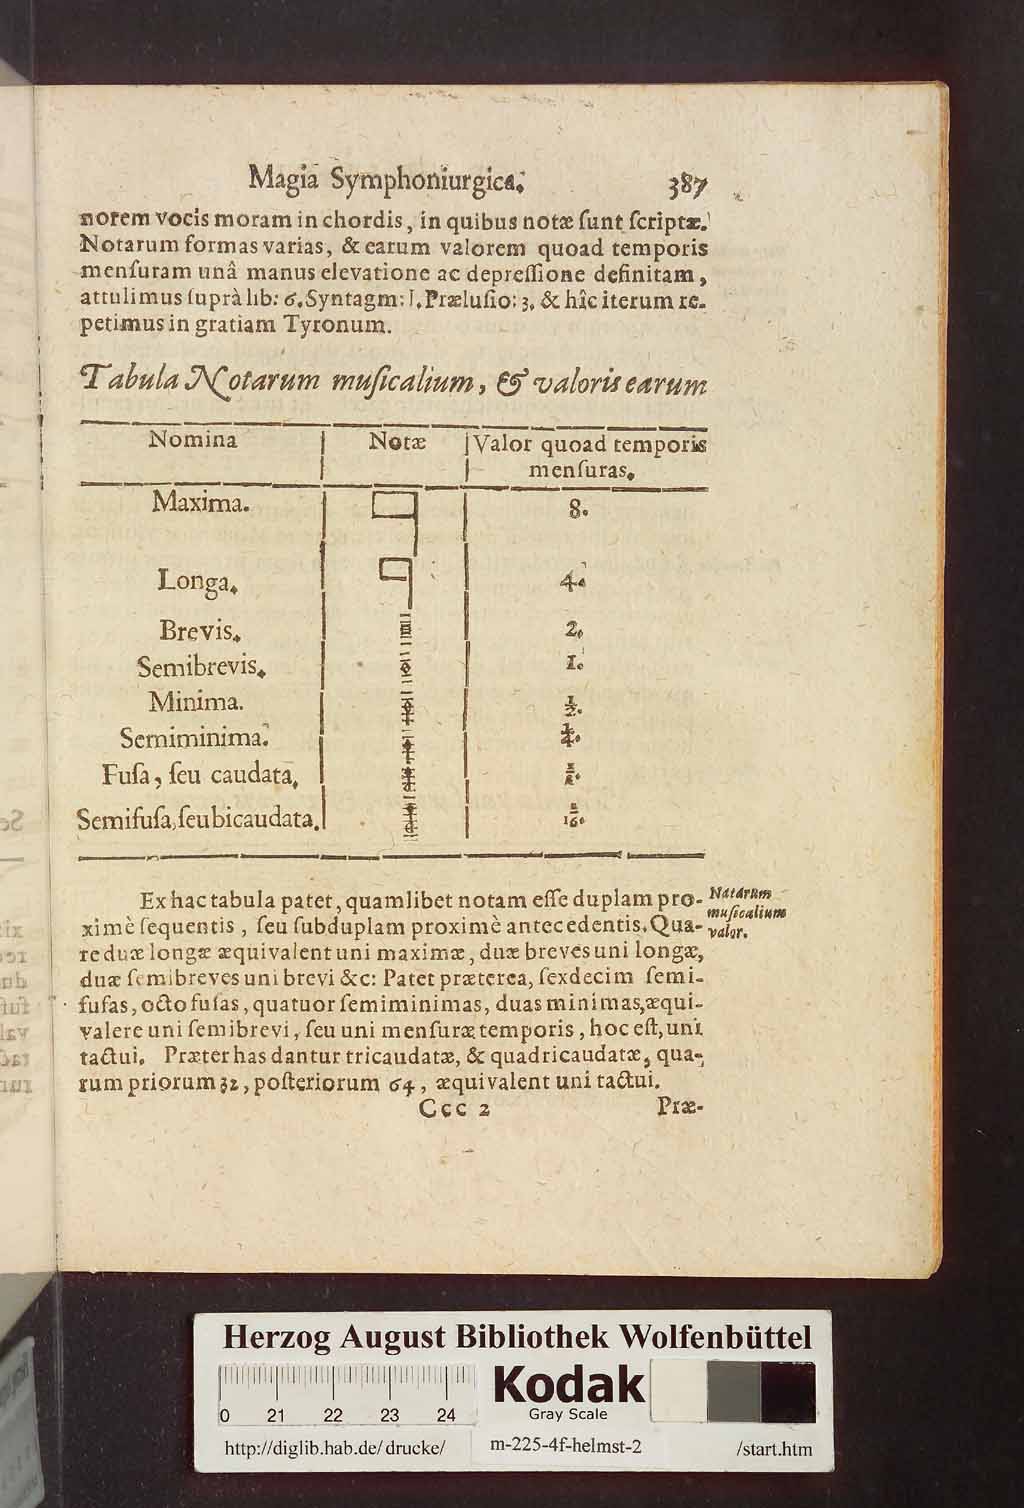 Magia Symphoniurgica. 387
norem vocis moram in chordis, in quibus notæ ſunt ſcriptæ.
Notarum formas varias, & earum valorem quoad temporis
menſuram unâ manus elevatione ac depreſſione definitam,
attulimus ſuprà lib: 6. Syntagm: I. Præluſio: 3. & hîc iterum re-
petimus in gratiam Tyronum.
Tabula Notarum muſicalium, & valoris earum
Nomina Notæ Valor quoad temporis
menſuras.
Maxima. 8.
Longa. 4.
Brevis. 2.
Semibrevis. 1.
Minima. 1/2.
Semiminima. 1/4.
Fuſa, ſeu caudata. 1/8.
Semifuſa, ſeu bicaudata. 1/16.
Ex hac tabula patet, quamlibet notam eſſe duplam pro-
ximè ſequentis, ſeu ſubduplam proximè antecedentis. Qua-
re duæ longæ æquivalent uni maximæ, duæ breves uni longæ,
duæ ſemibreves uni brevi &c: Patet præterea, ſexdecim ſemi-
fuſas, octo fuſas, quatuor ſemiminimas, duas minimas, æqui-
valere uni ſemibrevi, ſeu uni menſuræ temporis, hoc eſt, uni
tactui. Præter has dantur tricaudatæ, & quadricaudatæ, qua-
rum priorum 32, poſteriorum 64, æquivalent uni tactui.
Natarum
muſicalium
valor.
Ccc 2 Præ-
Herzog August Bibliothek Wolfenbüttel
0 21 22 23 24
Kodak
Gray Scale
http://diglib.hab.de/drucke/ m-225-4f-helmst-2 /start.htm